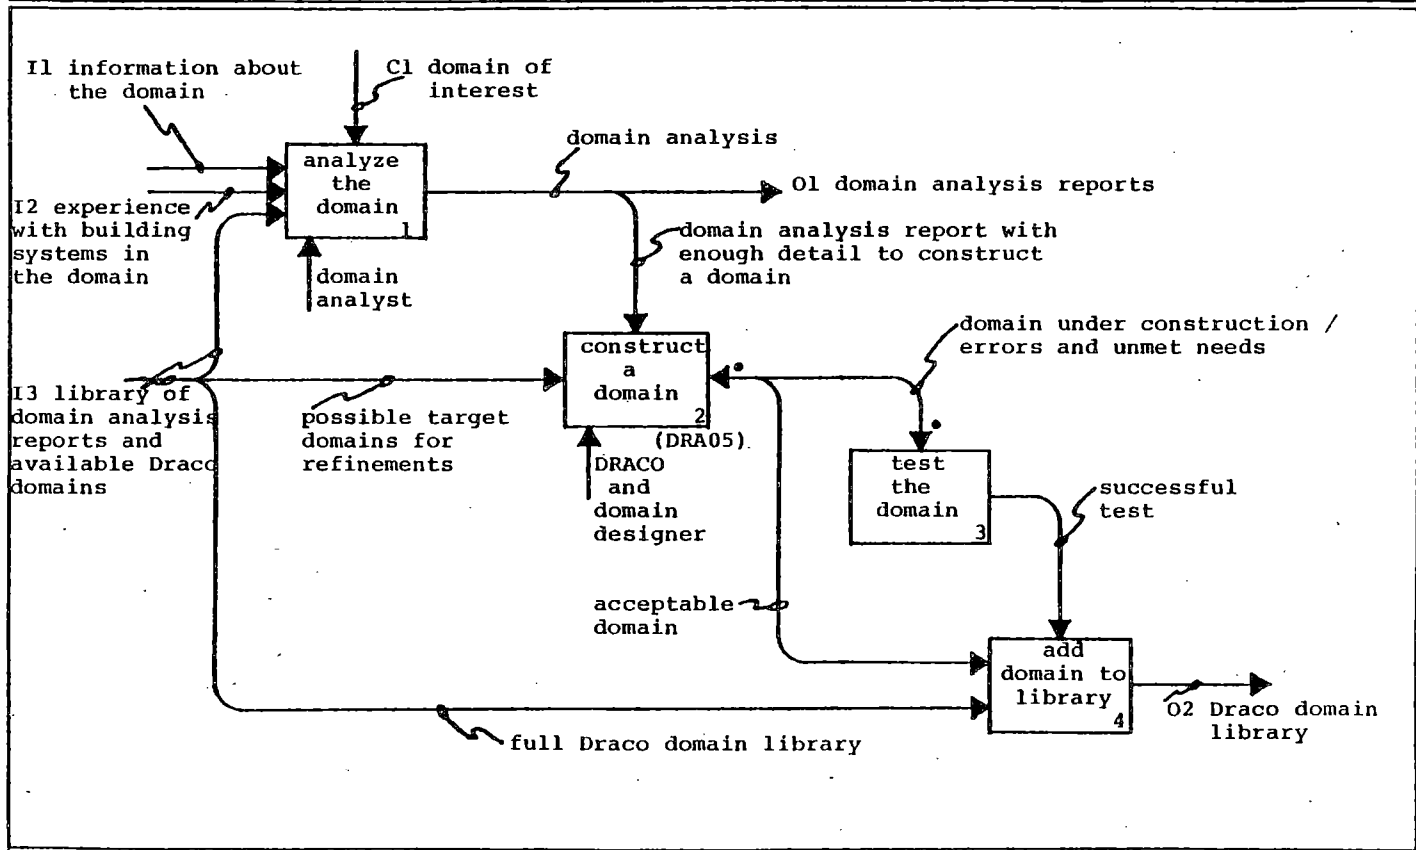 I1 information about
the domain
C1 domain of
interest
domain analysis
analyze
the
domain
1
O1 domain analysis reports
I2 experience
with building
systems in
the domain
domain
analyst
domain analysis report with
enough detail to construct
a domain
domain under construction /
errors and unmet needs
construct
a
domain
2
(DRA05).
I3 library of
domain analysis
reports and
available Draco
domains
possible target
domains for
refinements
DRACO
and
domain
designer
test
the
domain
3
successful
test
acceptable
domain
add
domain to
library
4
O2 Draco domain
library
full Draco domain library